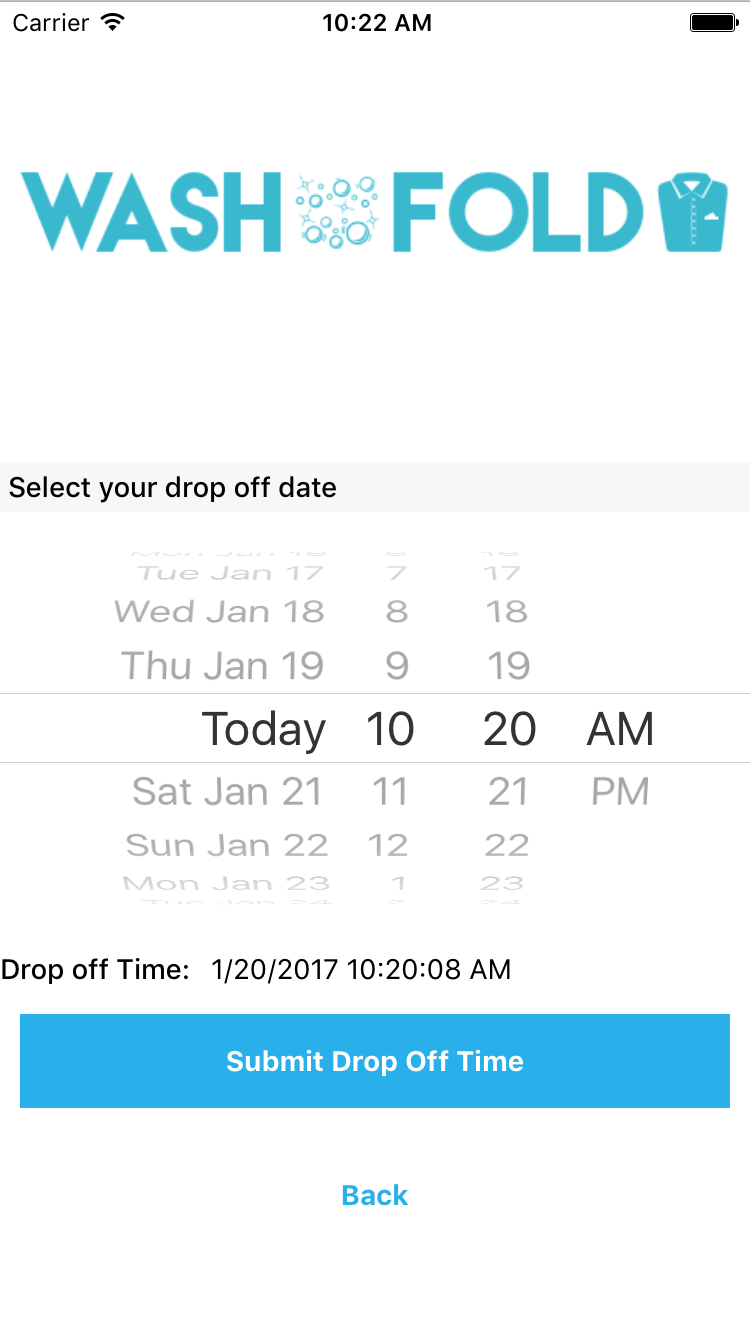 Carrier 10:22 AM
WASH FOLD
Select your drop off date
Tue Jan 17 7 17
Wed Jan 18 8 18
Thu Jan 19 9 19
Today 10 20 AM
Sat Jan 21 11 21 PM
Sun Jan 22 12 22
Mon Jan 23 1 23
Drop off Time: 1/20/2017 10:20:08 AM
Submit Drop Off Time
Back